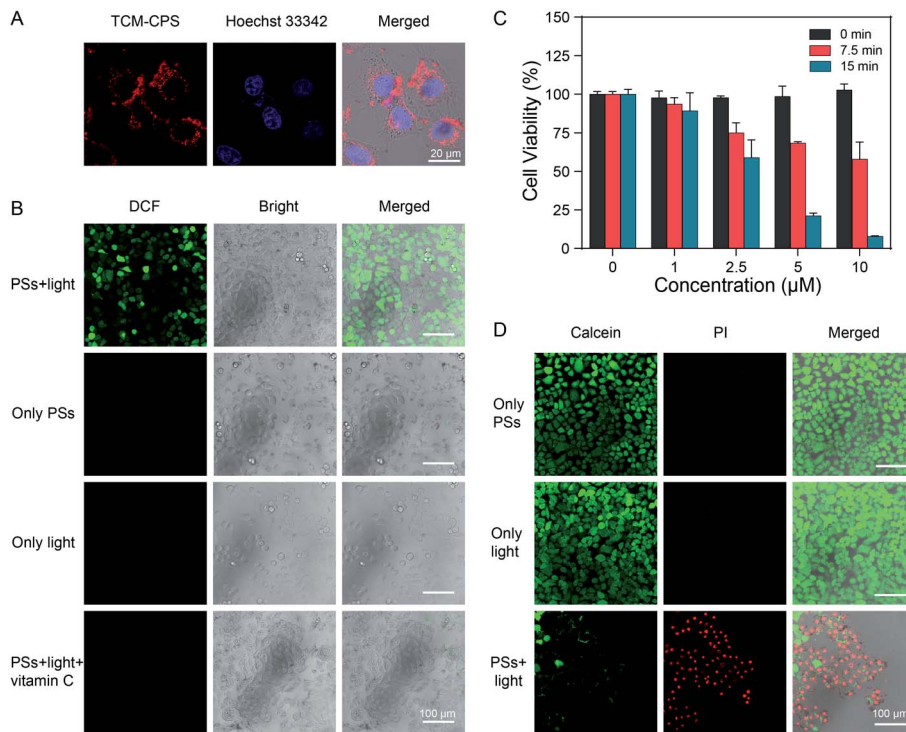 A
TCM-CPS Hoechst 33342 Merged
20 μm
B
DCF Bright Merged
PSs+light
Only PSs
Only light
PSs+light+
vitamin C
100 μm
C
Cell Viability (%)
150
125
100
75
50
25
0
0 min
7.5 min
15 min
0 1 2.5 5 10
Concentration (μM)
D
Calcein PI Merged
Only
PSs
Only
light
PSs+
light
100 μm